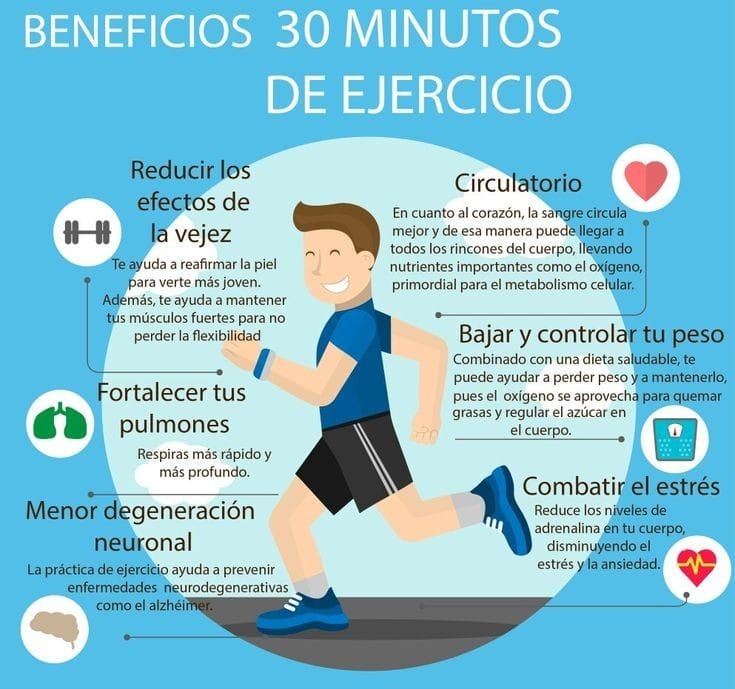 BENEFICIOS 30 MINUTOS
DE EJERCICIO
Reducir los
efectos de
la vejez
Te ayuda a reafirmar la piel
para verte más joven.
Además, te ayuda a mantener
tus músculos fuertes para no
perder la flexibilidad
Fortalecer tus
pulmones
Respiras más rápido y
más profundo.
Menor degeneración
neuronal
La práctica de ejercicio ayuda a prevenir
enfermedades neurodegenerativas
como el alzhéimer.
Circulatorio
En cuanto al corazón, la sangre circula
mejor y de esa manera puede llegar a
todos los rincones del cuerpo, llevando
nutrientes importantes como el oxígeno,
primordial para el metabolismo celular.
Bajar y controlar tu peso
Combinado con una dieta saludable, te
puede ayudar a perder peso y a mantenerlo,
pues el oxígeno se aprovecha para quemar
grasas y regular el azúcar en
el cuerpo.
Combatir el estrés
Reduce los niveles de
adrenalina en tu cuerpo,
disminuyendo el
estrés y la ansiedad.